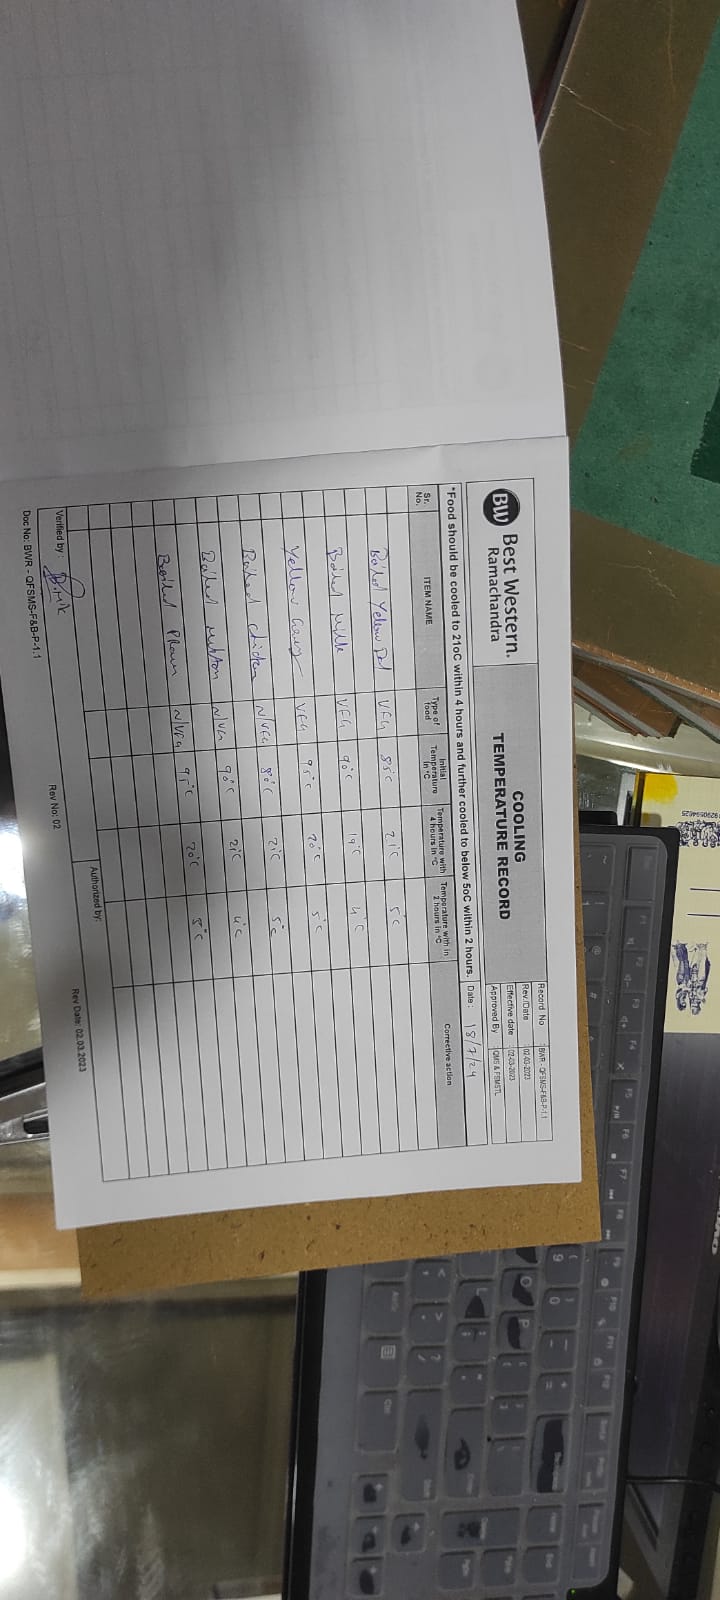 BW Best Western.
Ramachandra
COOLING
TEMPERATURE RECORD
Record No : BWR - QFSMS-F&B-P-1.1
Rev./Date : 02-03-2023
Effective date : 02-03-2023
Approved By : QMS & FSMSTL
*Food should be cooled to 21oC within 4 hours and further cooled to below 5oC within 2 hours. Date : 18/7/24
Sr. No. ITEM NAME Type of food Initial Temperature in °C Temperature with 4 hours in °C Temperature with in 2 hours in °C Corrective action
Boiled Yellow Dal VEG 85°C 21°C 5°C
Boiled Milk VEG 90°C 19°C 4°C
Yellow Gravy VEG 95°C 20°C 5°C
Boiled chicken N/VEG 80°C 21°C 5°C
Boiled mutton N/VEG 90°C 21°C 4°C
Boiled Prawn N/VEG 95°C 20°C 5°C
Verified by :
Authorized by:
Doc No: BWR - QFSMS-F&B-P-1.1 Rev No: 02 Rev Date: 02.03.2023